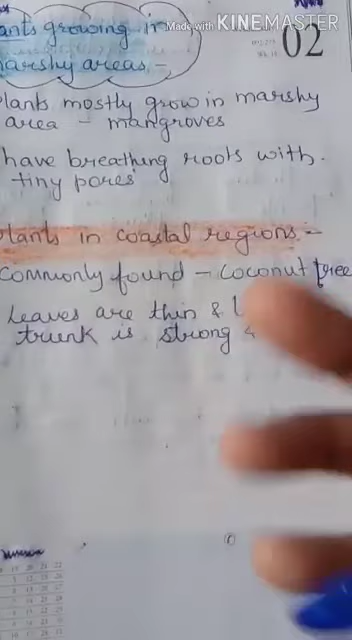 Made with KINEMASTER
ants growing in
02
arshy areas -
lants mostly grow in marshy
area - mangroves
have breathing roots with
tiny pores
lants in coastal regions :-
commonly found - coconut tree
Leaves are thin &
trunk is strong &